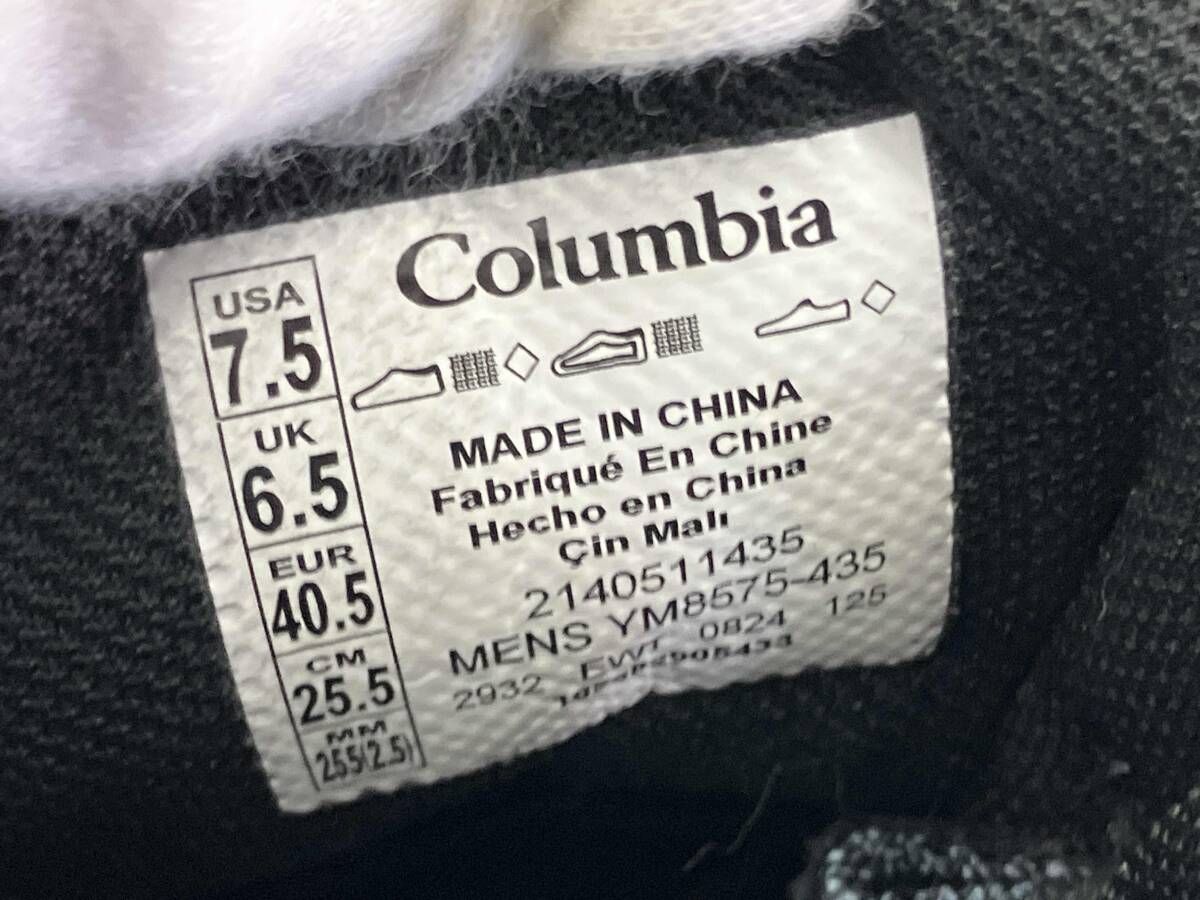 Columbia
USA
7.5
UK
6.5
EUR
40.5
CM
25.5
MM
255(2.5)
MADE IN CHINA
Fabriqué En Chine
Hecho en China
Çin Malı
2140511435
MENS YM8575-435
2932 EWT 0824 125